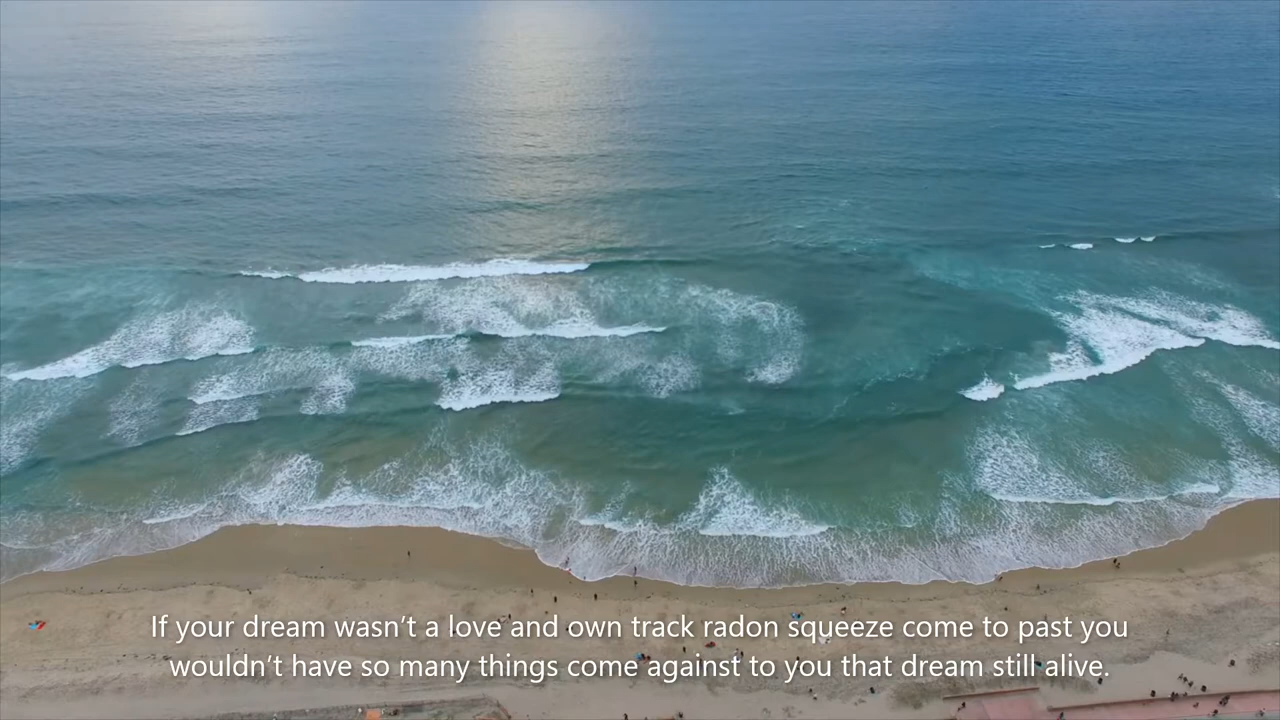 If your dream wasn’t a love and own track radon squeeze come to past you
wouldn’t have so many things come against to you that dream still alive.